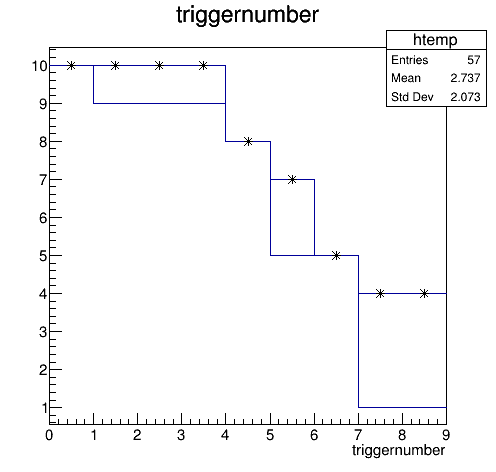 triggernumber
htemp
Entries 57
Mean 2.737
Std Dev 2.073
10
9
8
7
6
5
4
3
2
1
0 1 2 3 4 5 6 7 8 9
triggernumber